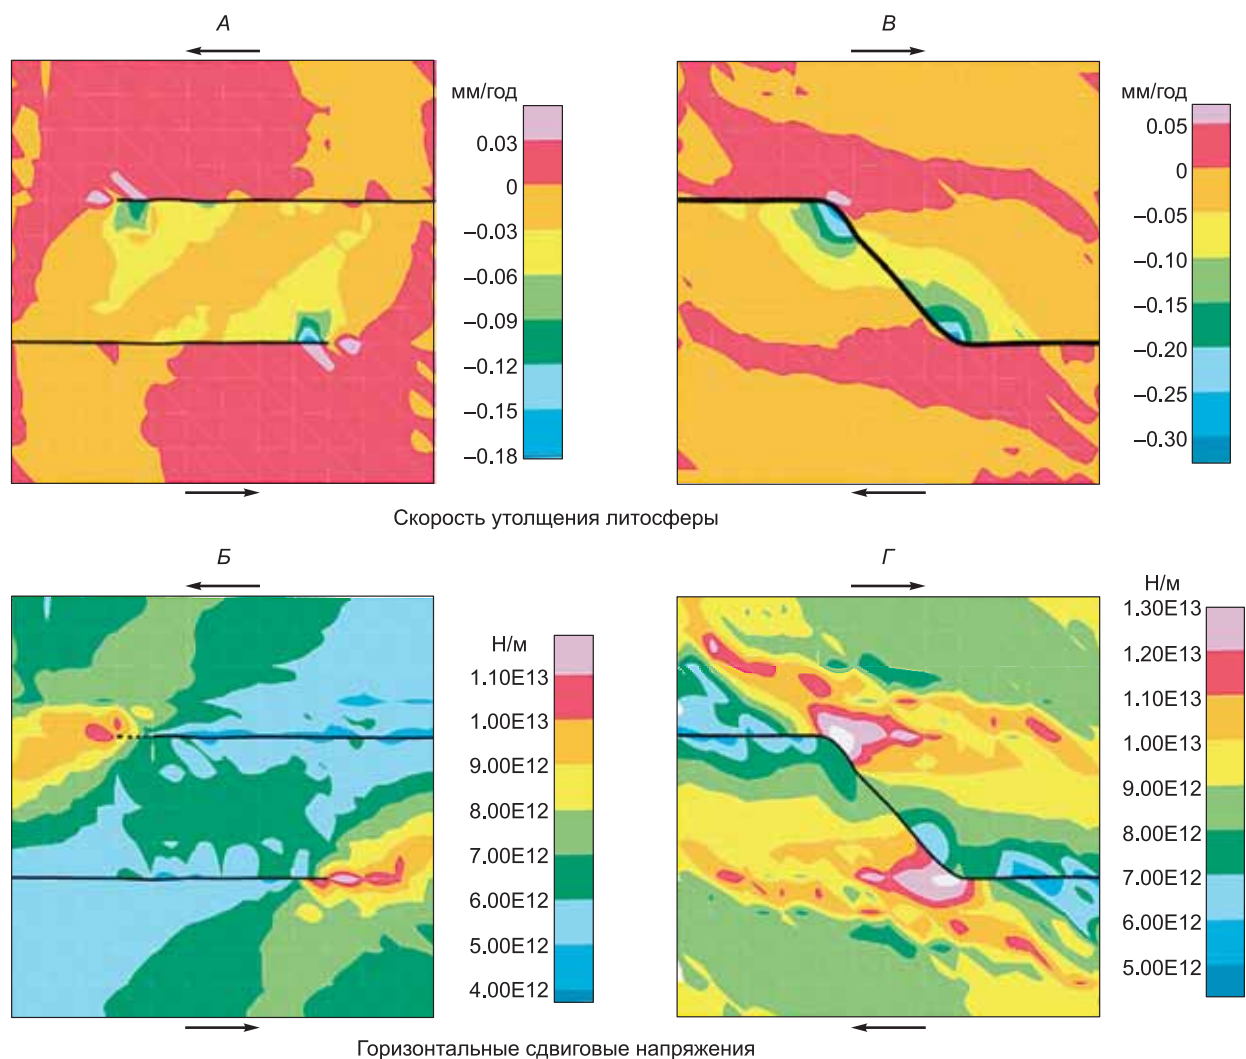 А
В
мм/год
0.03
0
–0.03
–0.06
–0.09
–0.12
–0.15
–0.18
мм/год
0.05
0
–0.05
–0.10
–0.15
–0.20
–0.25
–0.30
Скорость утолщения литосферы
Б
Г
Н/м
1.10E13
1.00E13
9.00E12
8.00E12
7.00E12
6.00E12
5.00E12
4.00E12
Н/м
1.30E13
1.20E13
1.10E13
1.00E13
9.00E12
8.00E12
7.00E12
6.00E12
5.00E12
Горизонтальные сдвиговые напряжения